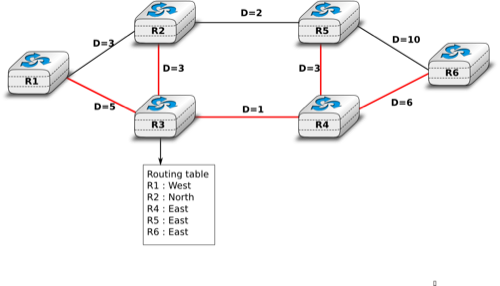 D=2
R2
R5
D=3
D=10
R1
D=3
D=3
R6
D=5
D=1
D=6
R3
R4
Routing table
R1 : West
R2 : North
R4 : East
R5 : East
R6 : East